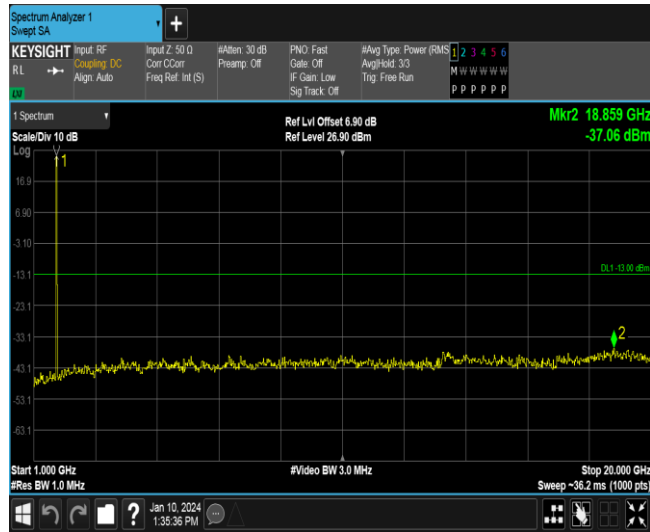 Spectrum Analyzer 1
Swept SA
KEYSIGHT Input: RF Input Z: 50 Ω #Atten: 30 dB PNO: Fast #Avg Type: Power (RMS 1 2 3 4 5 6
RL Coupling: DC Corr CCorr Preamp: Off Gate: Off Avg|Hold: 3/3 M W W W W W
Align: Auto Freq Ref: Int (S) IF Gain: Low Trig: Free Run
Sig Track: Off P P P P P P
LXI
1 Spectrum Ref Lvl Offset 6.90 dB Mkr2 18.859 GHz
Scale/Div 10 dB Ref Level 26.90 dBm -37.06 dBm
Log
1
16.9
6.90
-3.10
DL1 -13.00 dBm
-13.1
-23.1
-33.1
2
-43.1
-53.1
-63.1
Start 1.000 GHz #Video BW 3.0 MHz Stop 20.000 GHz
#Res BW 1.0 MHz Sweep ~36.2 ms (1000 pts)
? Jan 10, 2024
1:35:36 PM